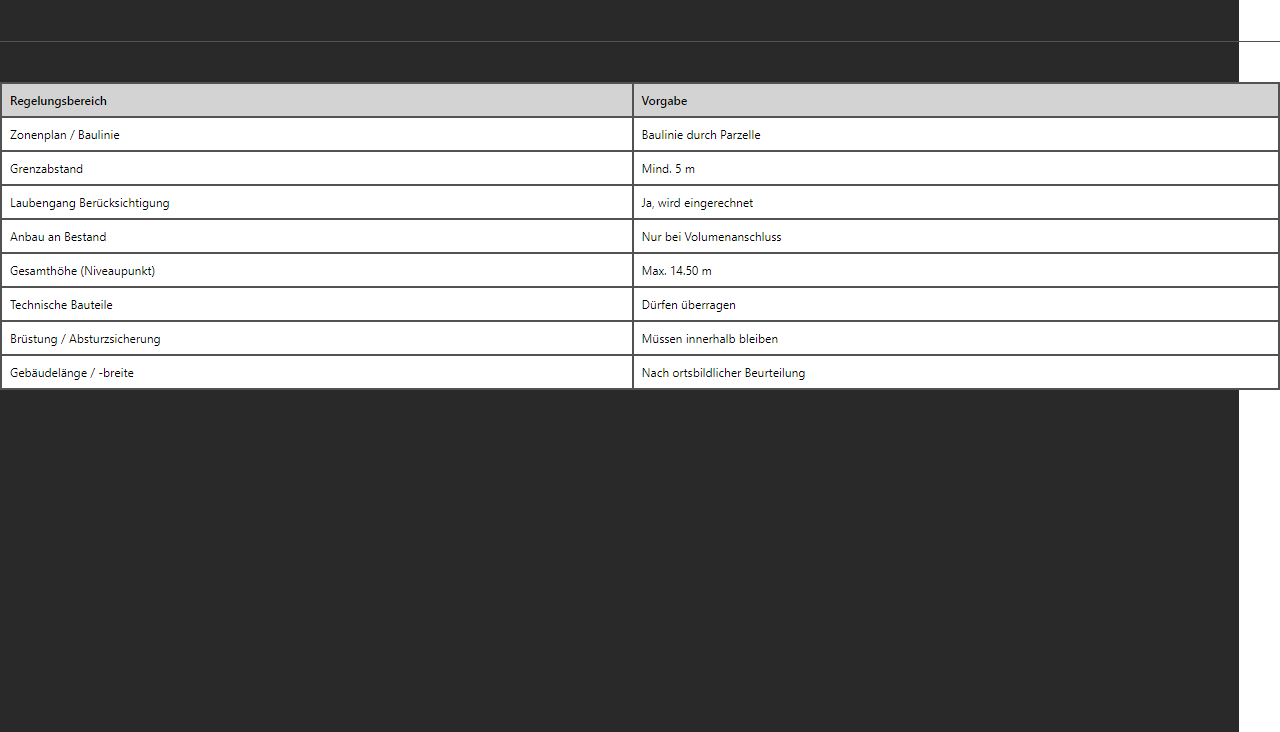 Regelungsbereich Vorgabe
Zonenplan / Baulinie Baulinie durch Parzelle
Grenzabstand Mind. 5 m
Laubengang Berücksichtigung Ja, wird eingerechnet
Anbau an Bestand Nur bei Volumenanschluss
Gesamthöhe (Niveaupunkt) Max. 14.50 m
Technische Bauteile Dürfen überragen
Brüstung / Absturzsicherung Müssen innerhalb bleiben
Gebäudelänge / -breite Nach ortsbildlicher Beurteilung